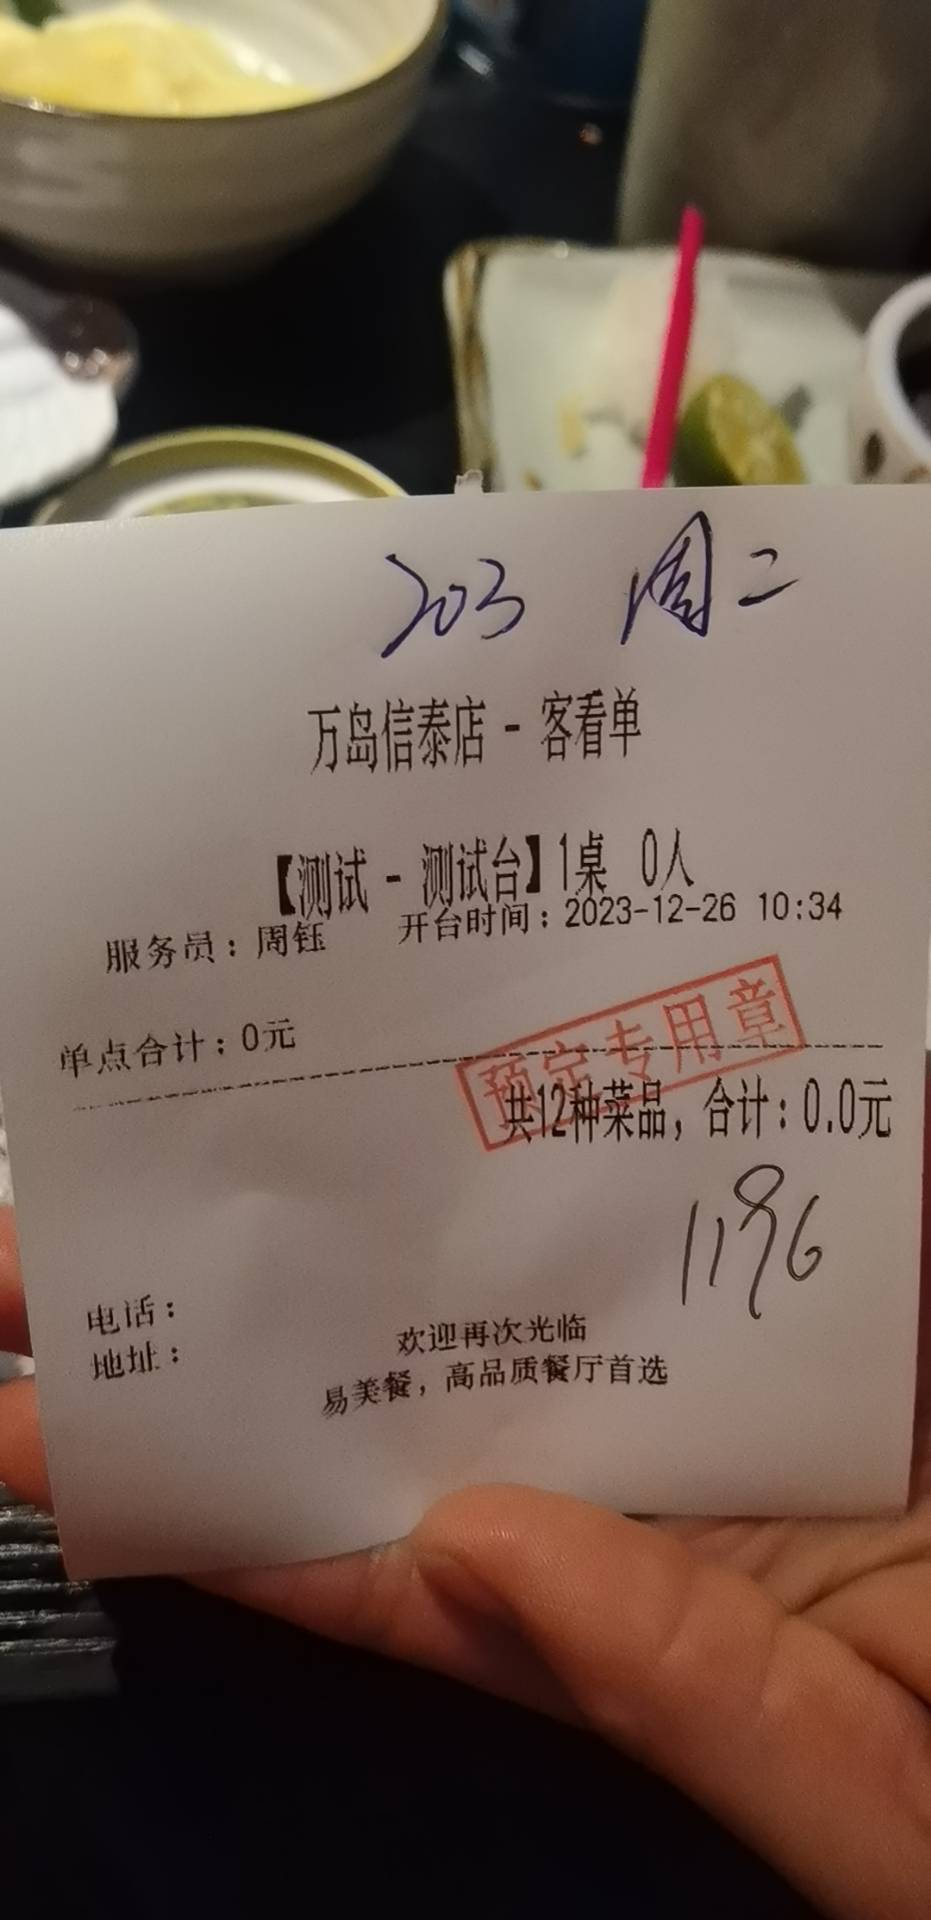 203 周二
万岛信泰店 - 客看单
【测试 - 测试台】1桌 0人
服务员：周钰 开台时间：2023-12-26 10:34
单点合计：0元
预定专用章
共12种菜品，合计：0.0元
1196
电话：
地址：
欢迎再次光临
易美餐，高品质餐厅首选